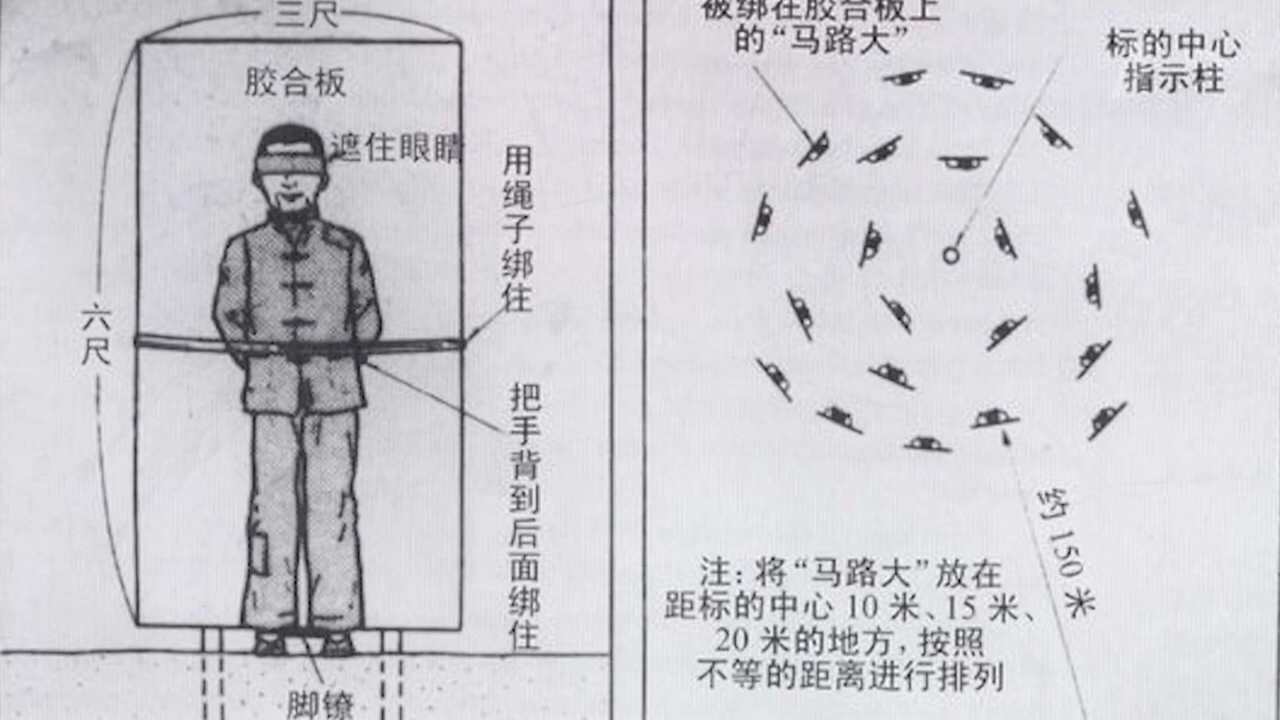 三尺
胶合板
遮住眼睛
用绳子绑住
六尺
把手背到后面绑住
脚镣
被绑在胶合板上
的“马路大”
标的中心
指示柱
约150米
注：将“马路大”放在
距标的中心 10 米、15 米、
20 米的地方，按照
不等的距离进行排列